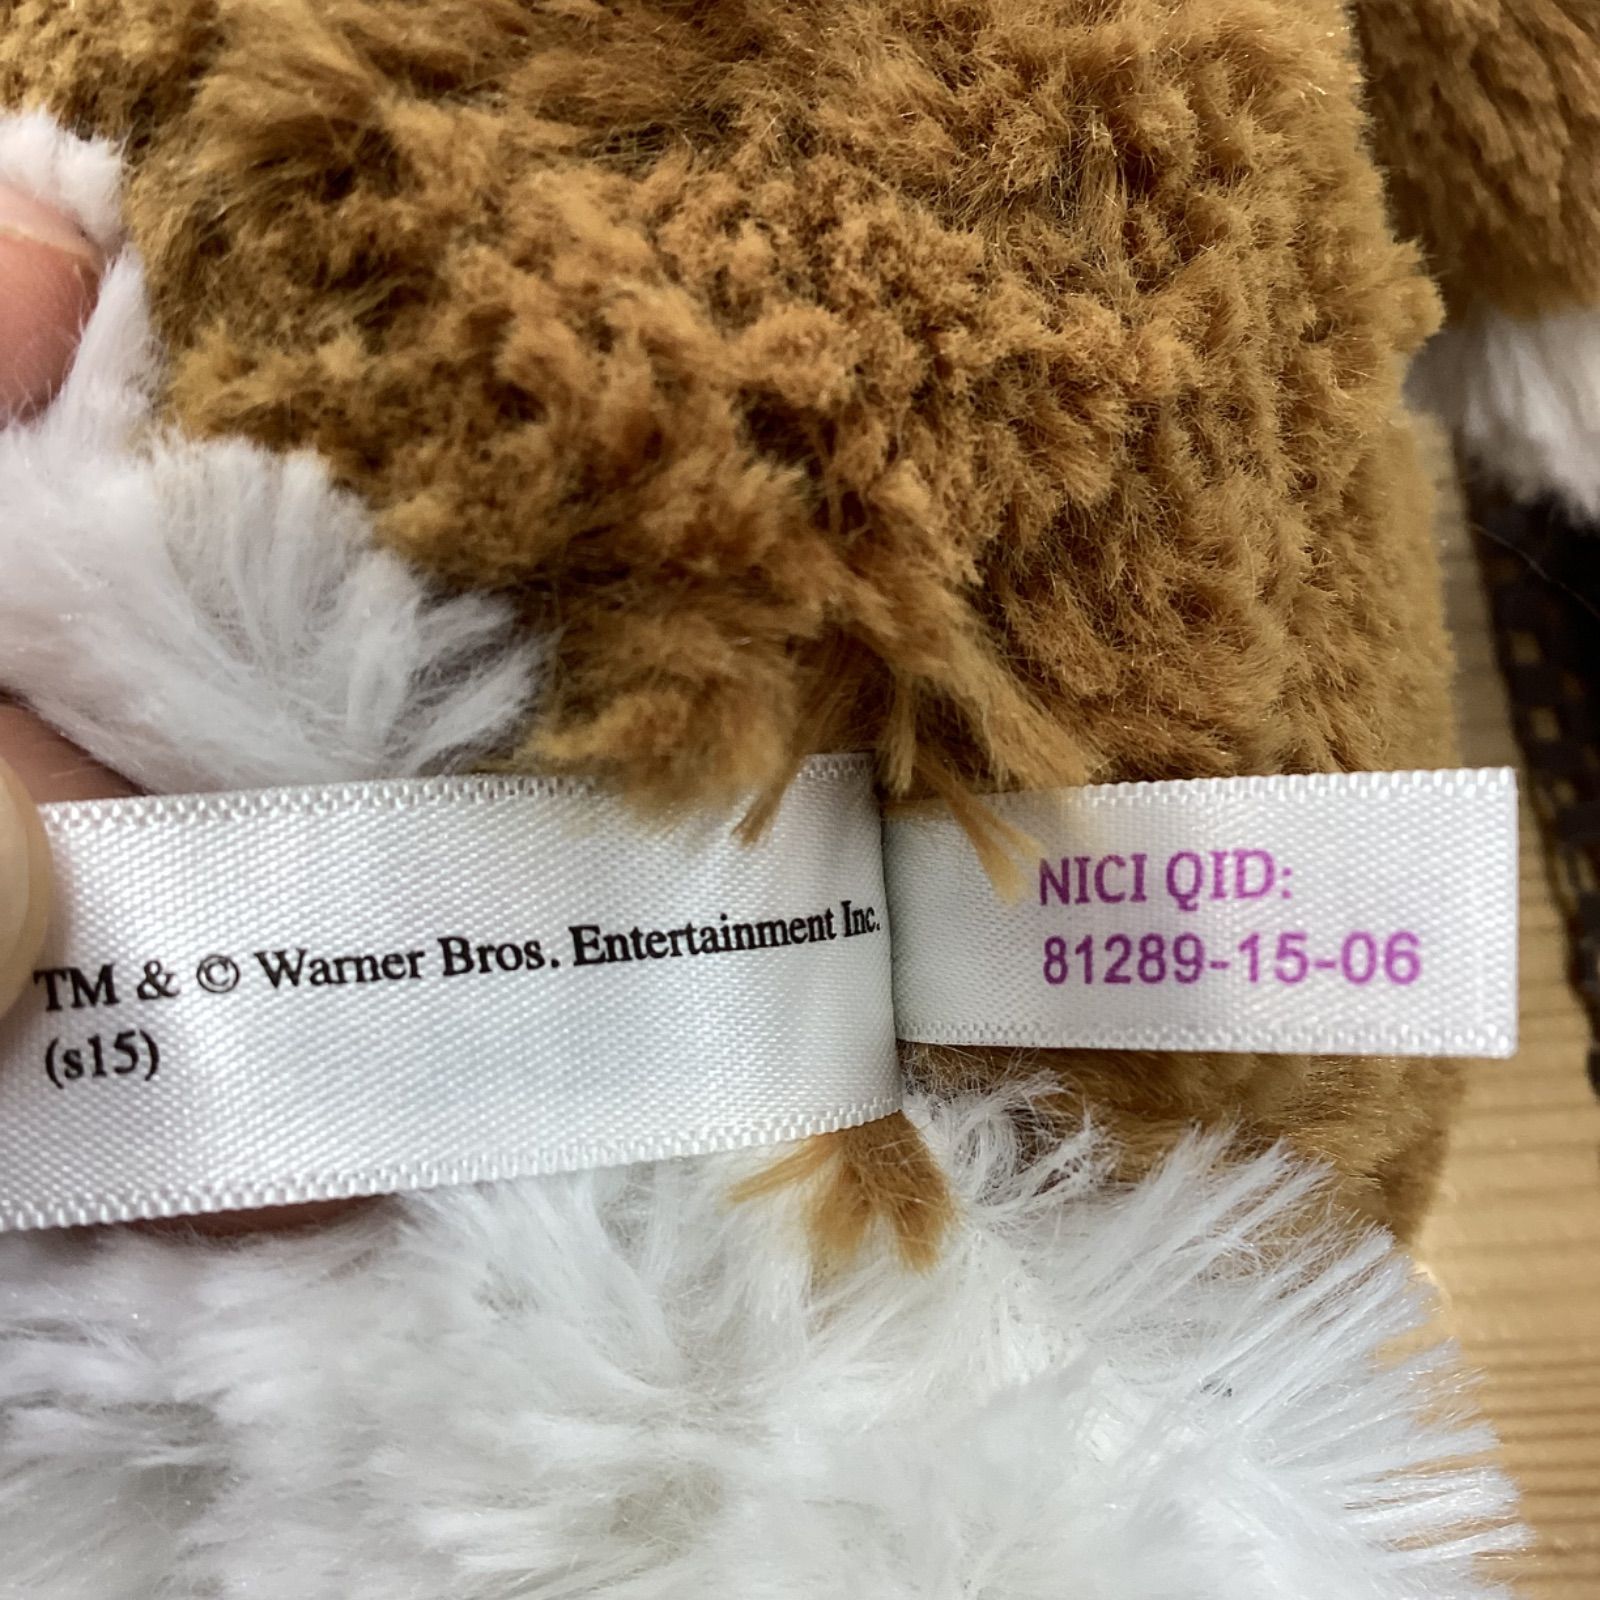 TM & © Warner Bros. Entertainment Inc.
(s15)
NICI QID:
81289-15-06